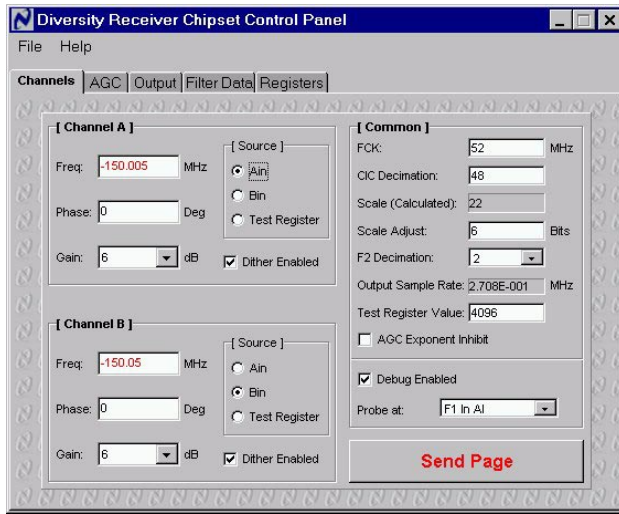 Diversity Receiver Chipset Control Panel
File Help
Channels AGC Output Filter Data Registers
[ Channel A ]
Freq: -150.005 MHz
Phase: 0 Deg
Gain: 6 dB
[ Source ]
Ain
Bin
Test Register
Dither Enabled
[ Channel B ]
Freq: -150.05 MHz
Phase: 0 Deg
Gain: 6 dB
[ Source ]
Ain
Bin
Test Register
Dither Enabled
[ Common ]
FCK: 52 MHz
CIC Decimation: 48
Scale (Calculated): 22
Scale Adjust: 6 Bits
F2 Decimation: 2
Output Sample Rate: 2.708E-001 MHz
Test Register Value: 4096
AGC Exponent Inhibit
Debug Enabled
Probe at: F1 In AI
Send Page